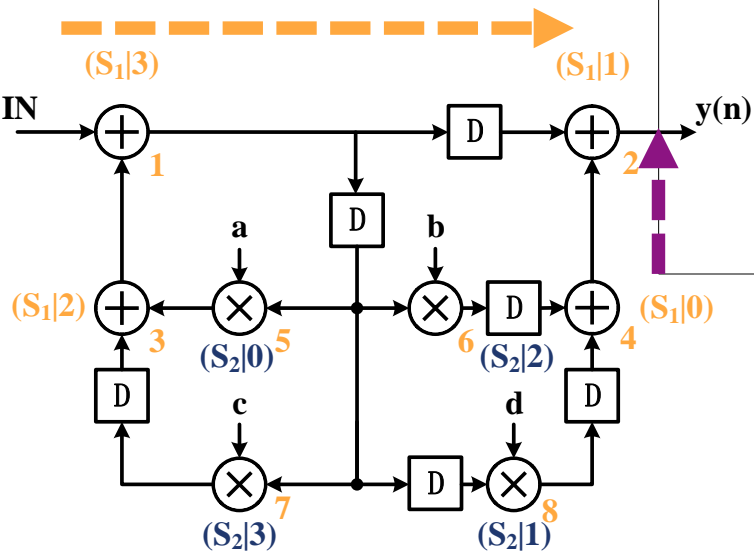 (S₁|3)
(S₁|1)
IN
D
y(n)
1
2
D
a
b
(S₁|2)
D
(S₁|0)
3
5
6
4
(S₂|0)
(S₂|2)
D
c
d
D
D
7
8
(S₂|3)
(S₂|1)